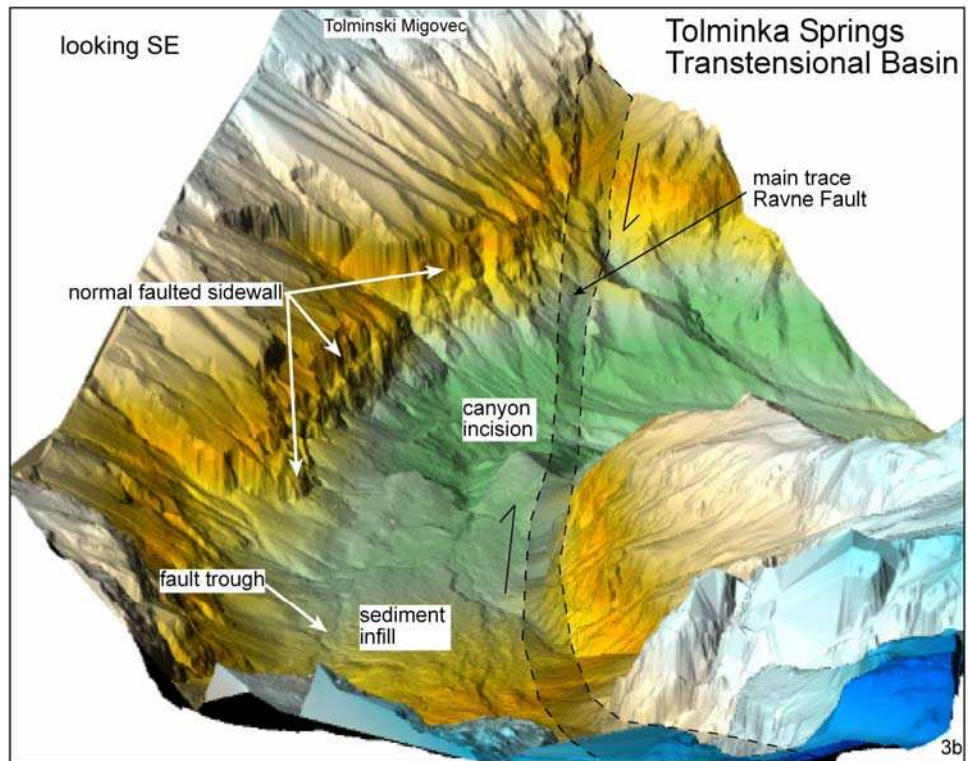 Tolminski Migovec
looking SE
Tolminka Springs
Transtensional Basin
main trace
Ravne Fault
normal faulted sidewall
canyon
incision
fault trough
sediment
infill
3b